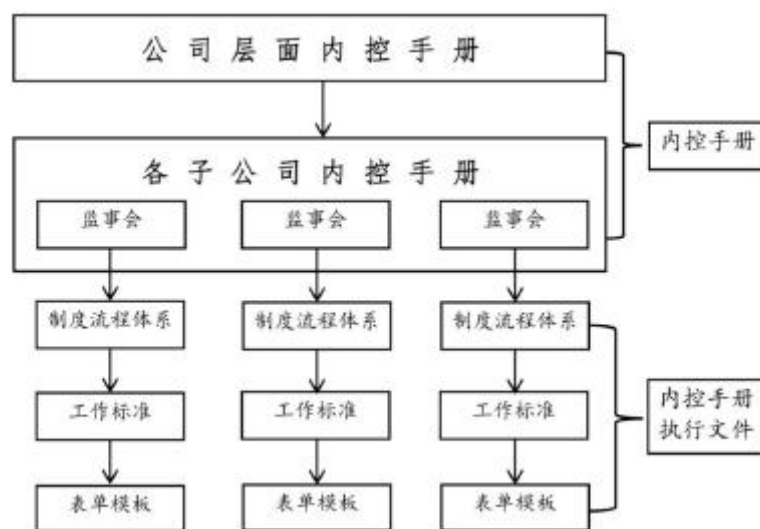 公司层面内控手册
内控手册
各子公司内控手册
监事会
监事会
监事会
制度流程体系
制度流程体系
制度流程体系
工作标准
工作标准
工作标准
内控手册
执行文件
表单模板
表单模板
表单模板